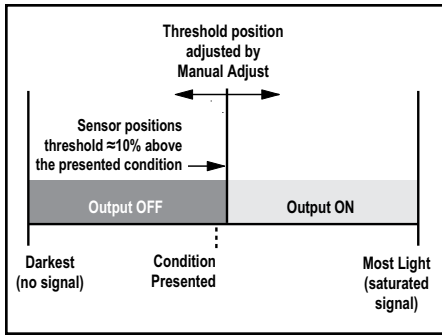 Threshold position
adjusted by
Manual Adjust
Sensor positions
threshold ≈10% above
the presented condition
Output OFF
Output ON
Darkest
(no signal)
Condition
Presented
Most Light
(saturated
signal)